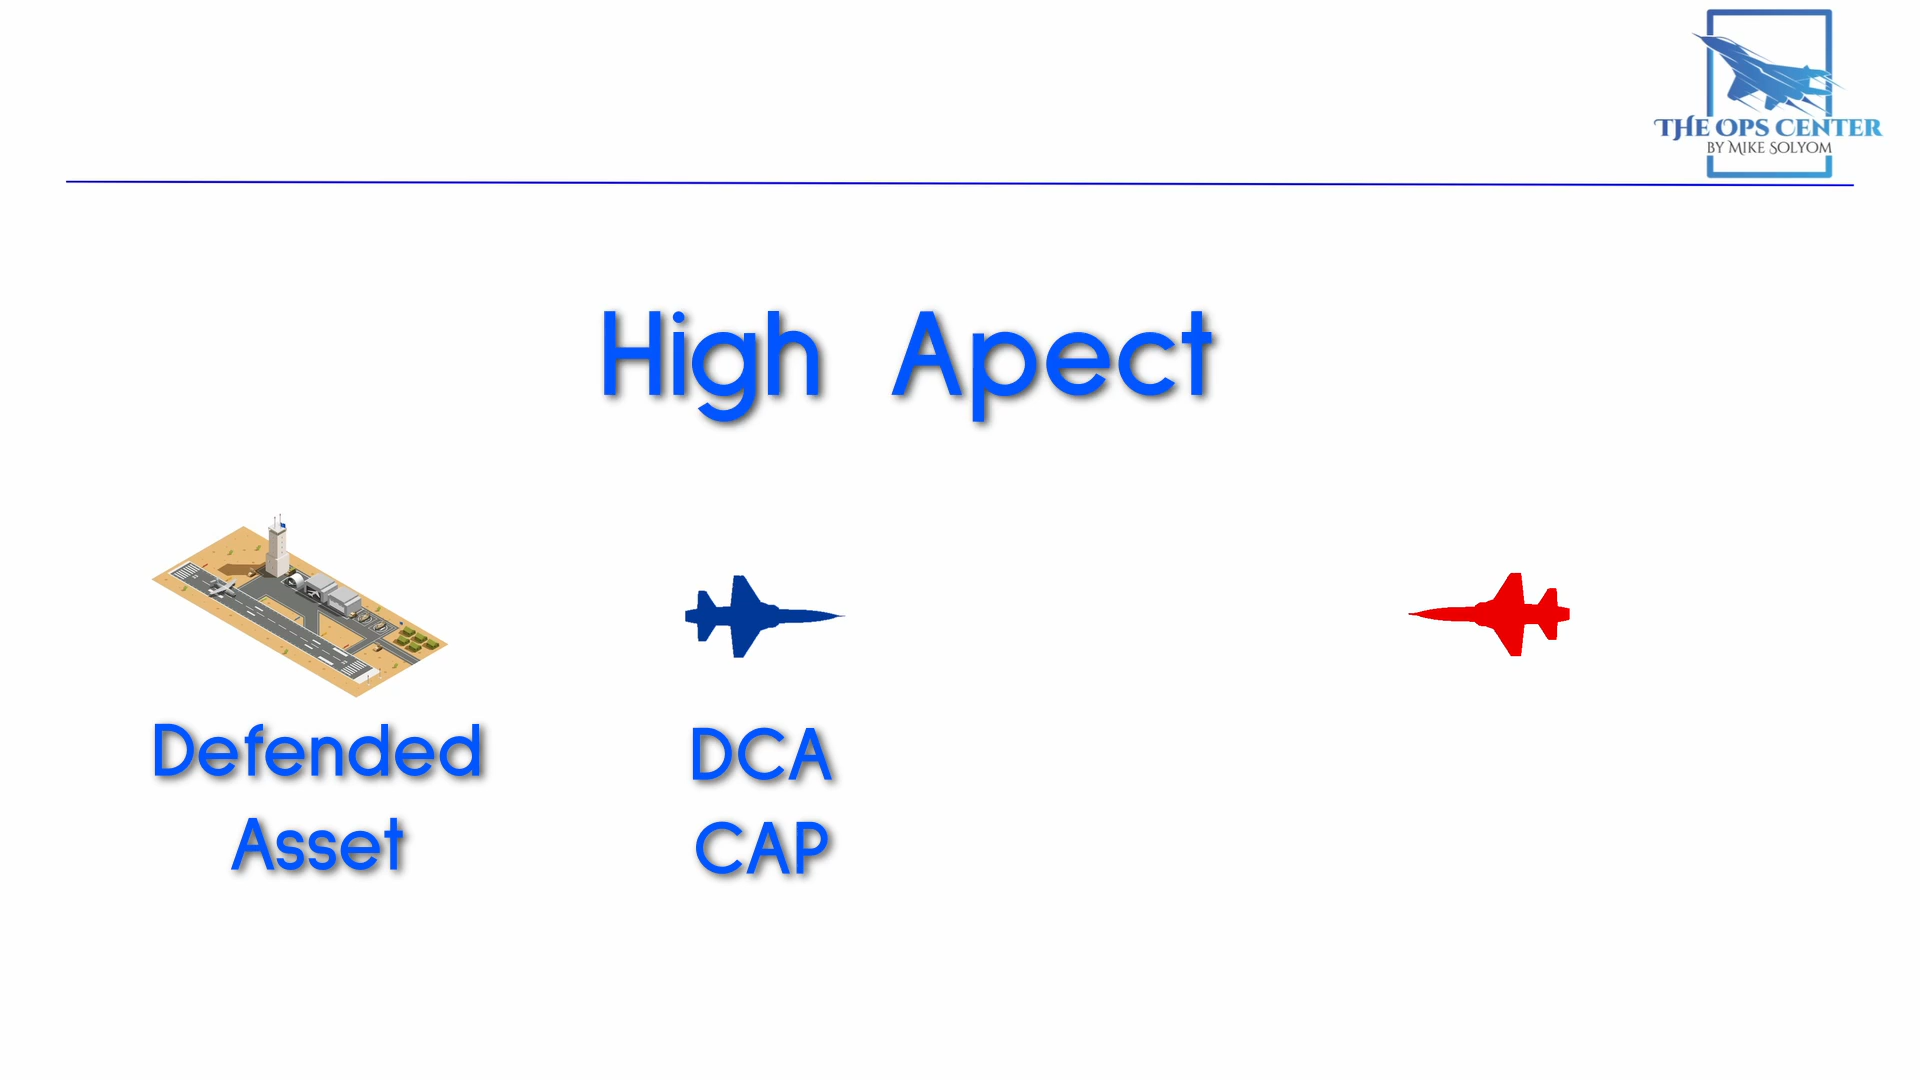 THE OPS CENTER
BY MIKE SOLYOM
High Apect
Defended
Asset
DCA
CAP